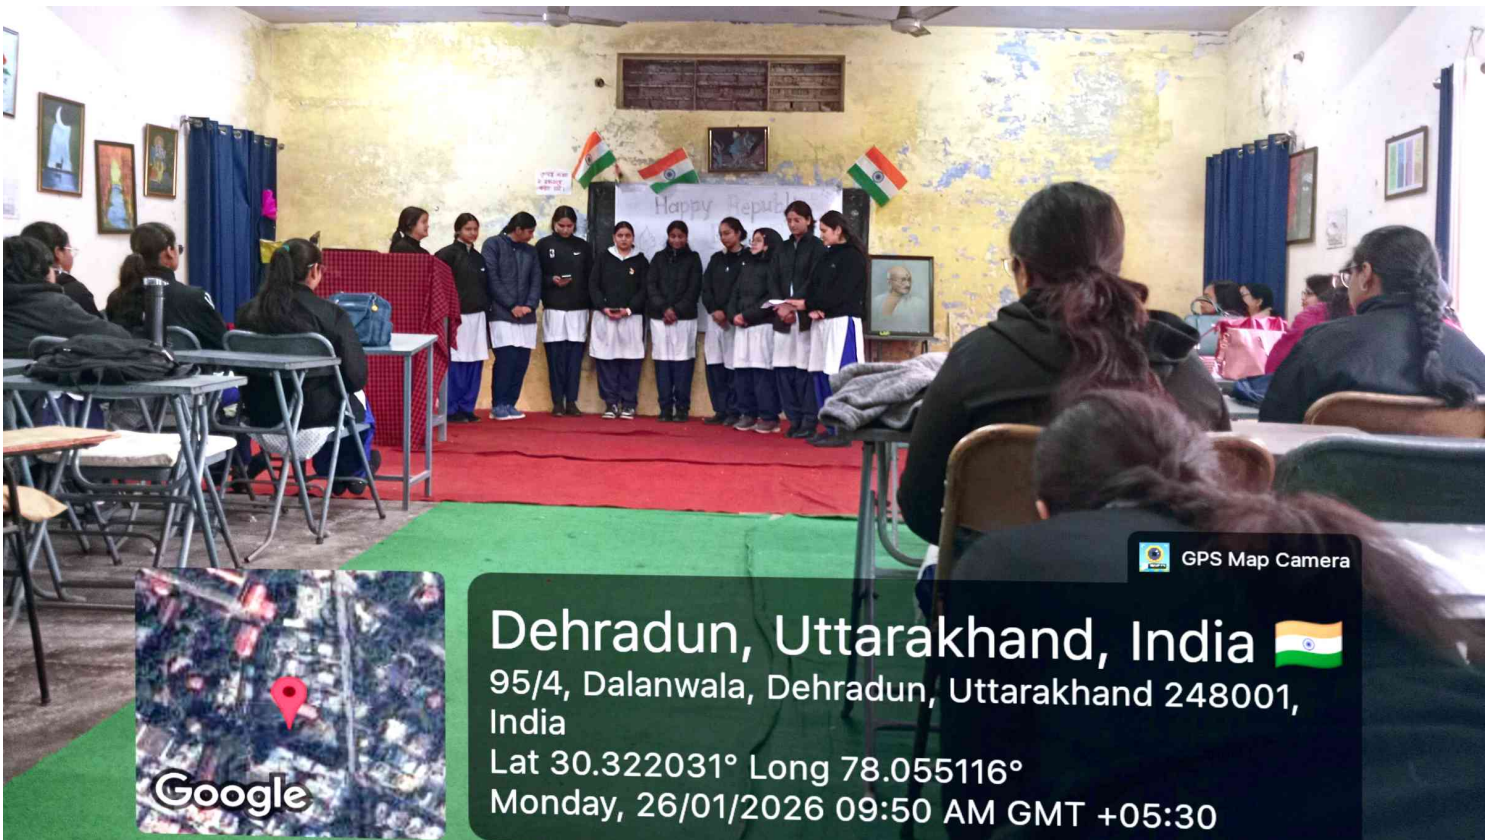 Happy Republ
GPS Map Camera
Dehradun, Uttarakhand, India
95/4, Dalanwala, Dehradun, Uttarakhand 248001,
India
Lat 30.322031° Long 78.055116°
Monday, 26/01/2026 09:50 AM GMT +05:30
Google